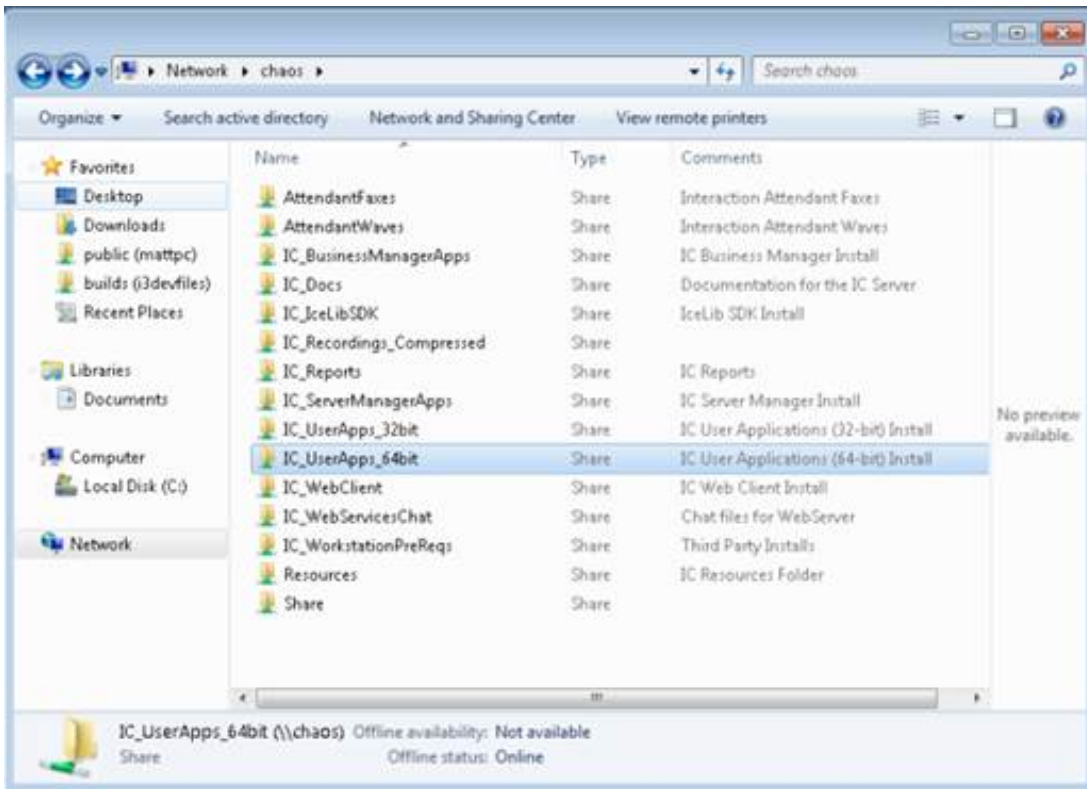 Network chaos Search chaos
Organize Search active directory Network and Sharing Center View remote printers
Favorites
Desktop
Downloads
public (mattpc)
builds (i3devfiles)
Recent Places
Libraries
Documents
Computer
Local Disk (C:)
Network
Name Type Comments
AttendantFaxes Share Interaction Attendant Faxes
AttendantWaves Share Interaction Attendant Waves
IC_BusinessManagerApps Share IC Business Manager Install
IC_Docs Share Documentation for the IC Server
IC_IceLibSDK Share IceLib SDK Install
IC_Recordings_Compressed Share
IC_Reports Share IC Reports
IC_ServerManagerApps Share IC Server Manager Install
IC_UserApps_32bit Share IC User Applications (32-bit) Install
IC_UserApps_64bit Share IC User Applications (64-bit) Install
IC_WebClient Share IC Web Client Install
IC_WebServicesChat Share Chat files for WebServer
IC_WorkstationPreReqs Share Third Party Installs
Resources Share IC Resources Folder
Share Share
No preview
available.
IC_UserApps_64bit (\\chaos) Offline availability: Not available
Share Offline status: Online